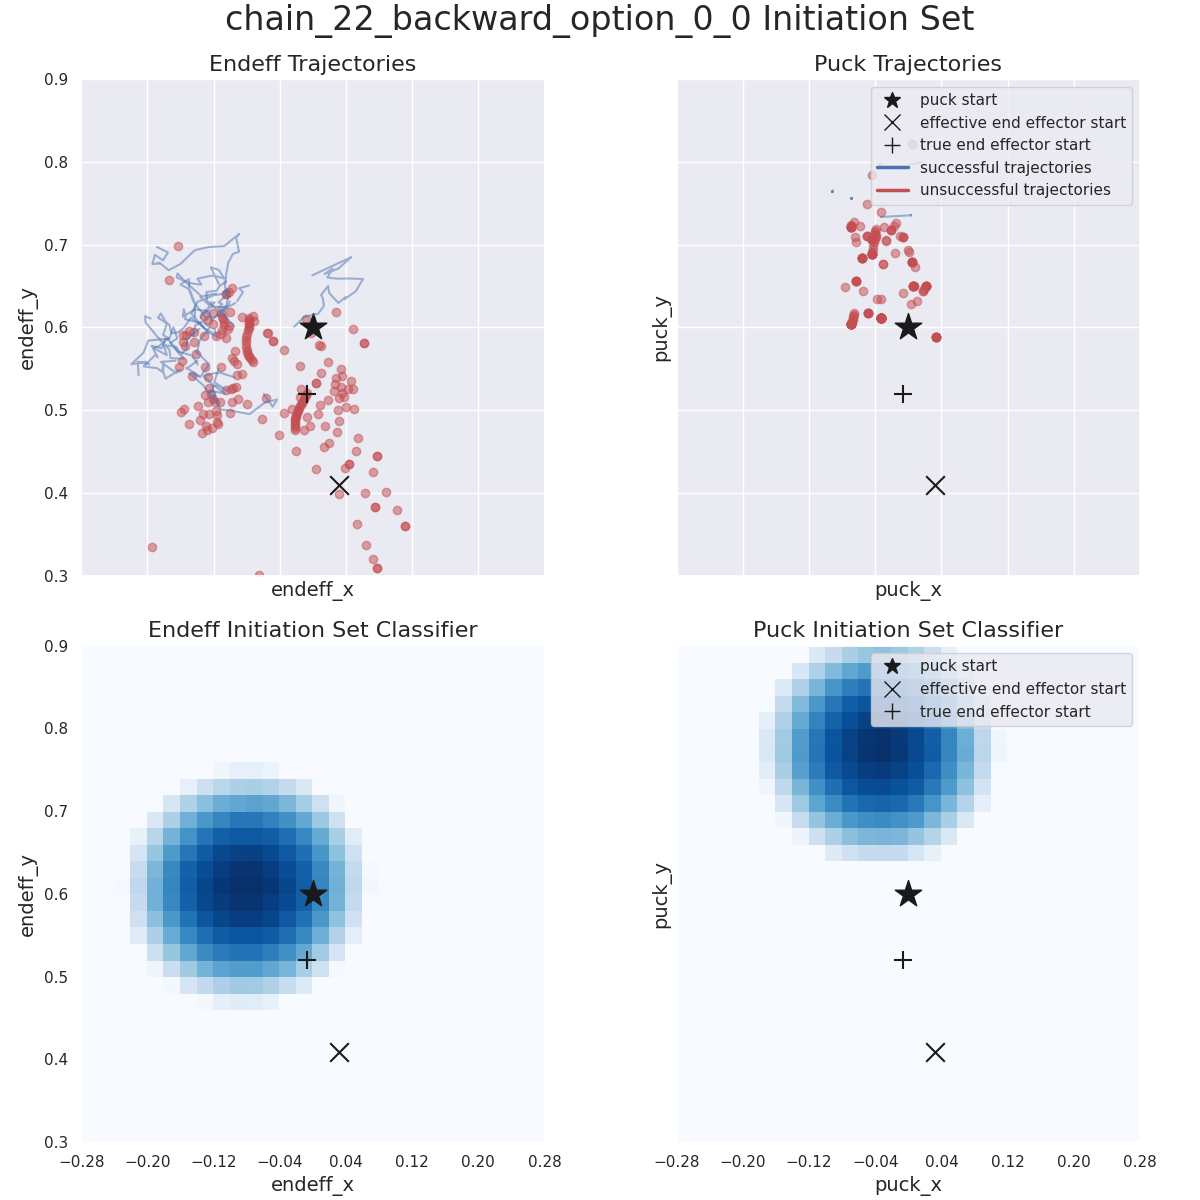 chain_22_backward_option_0_0 Initiation Set
Endeff Trajectories
0.9
0.8
0.7
0.6
0.5
0.4
0.3
endeff_y
endeff_x
Puck Trajectories
puck start
effective end effector start
true end effector start
successful trajectories
unsuccessful trajectories
puck_y
puck_x
Endeff Initiation Set Classifier
0.9
0.8
0.7
0.6
0.5
0.4
0.3
endeff_y
−0.28 −0.20 −0.12 −0.04 0.04 0.12 0.20 0.28
endeff_x
Puck Initiation Set Classifier
puck start
effective end effector start
true end effector start
puck_y
−0.28 −0.20 −0.12 −0.04 0.04 0.12 0.20 0.28
puck_x